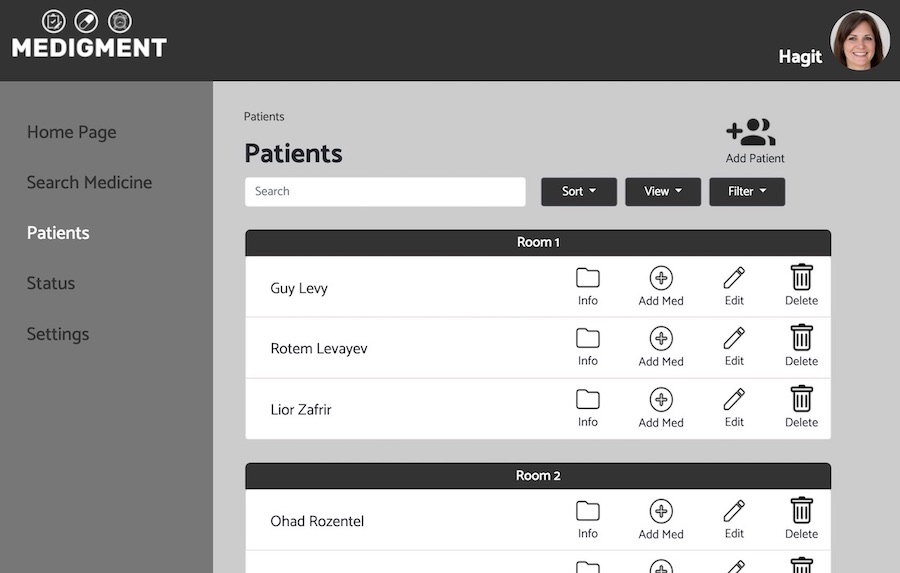 MEDIGMENT
Hagit
Home Page
Search Medicine
Patients
Status
Settings
Patients
Patients
Add Patient
Search
Sort
View
Filter
Room 1
Guy Levy
Info
Add Med
Edit
Delete
Rotem Levayev
Info
Add Med
Edit
Delete
Lior Zafrir
Info
Add Med
Edit
Delete
Room 2
Ohad Rozentel
Info
Add Med
Edit
Delete